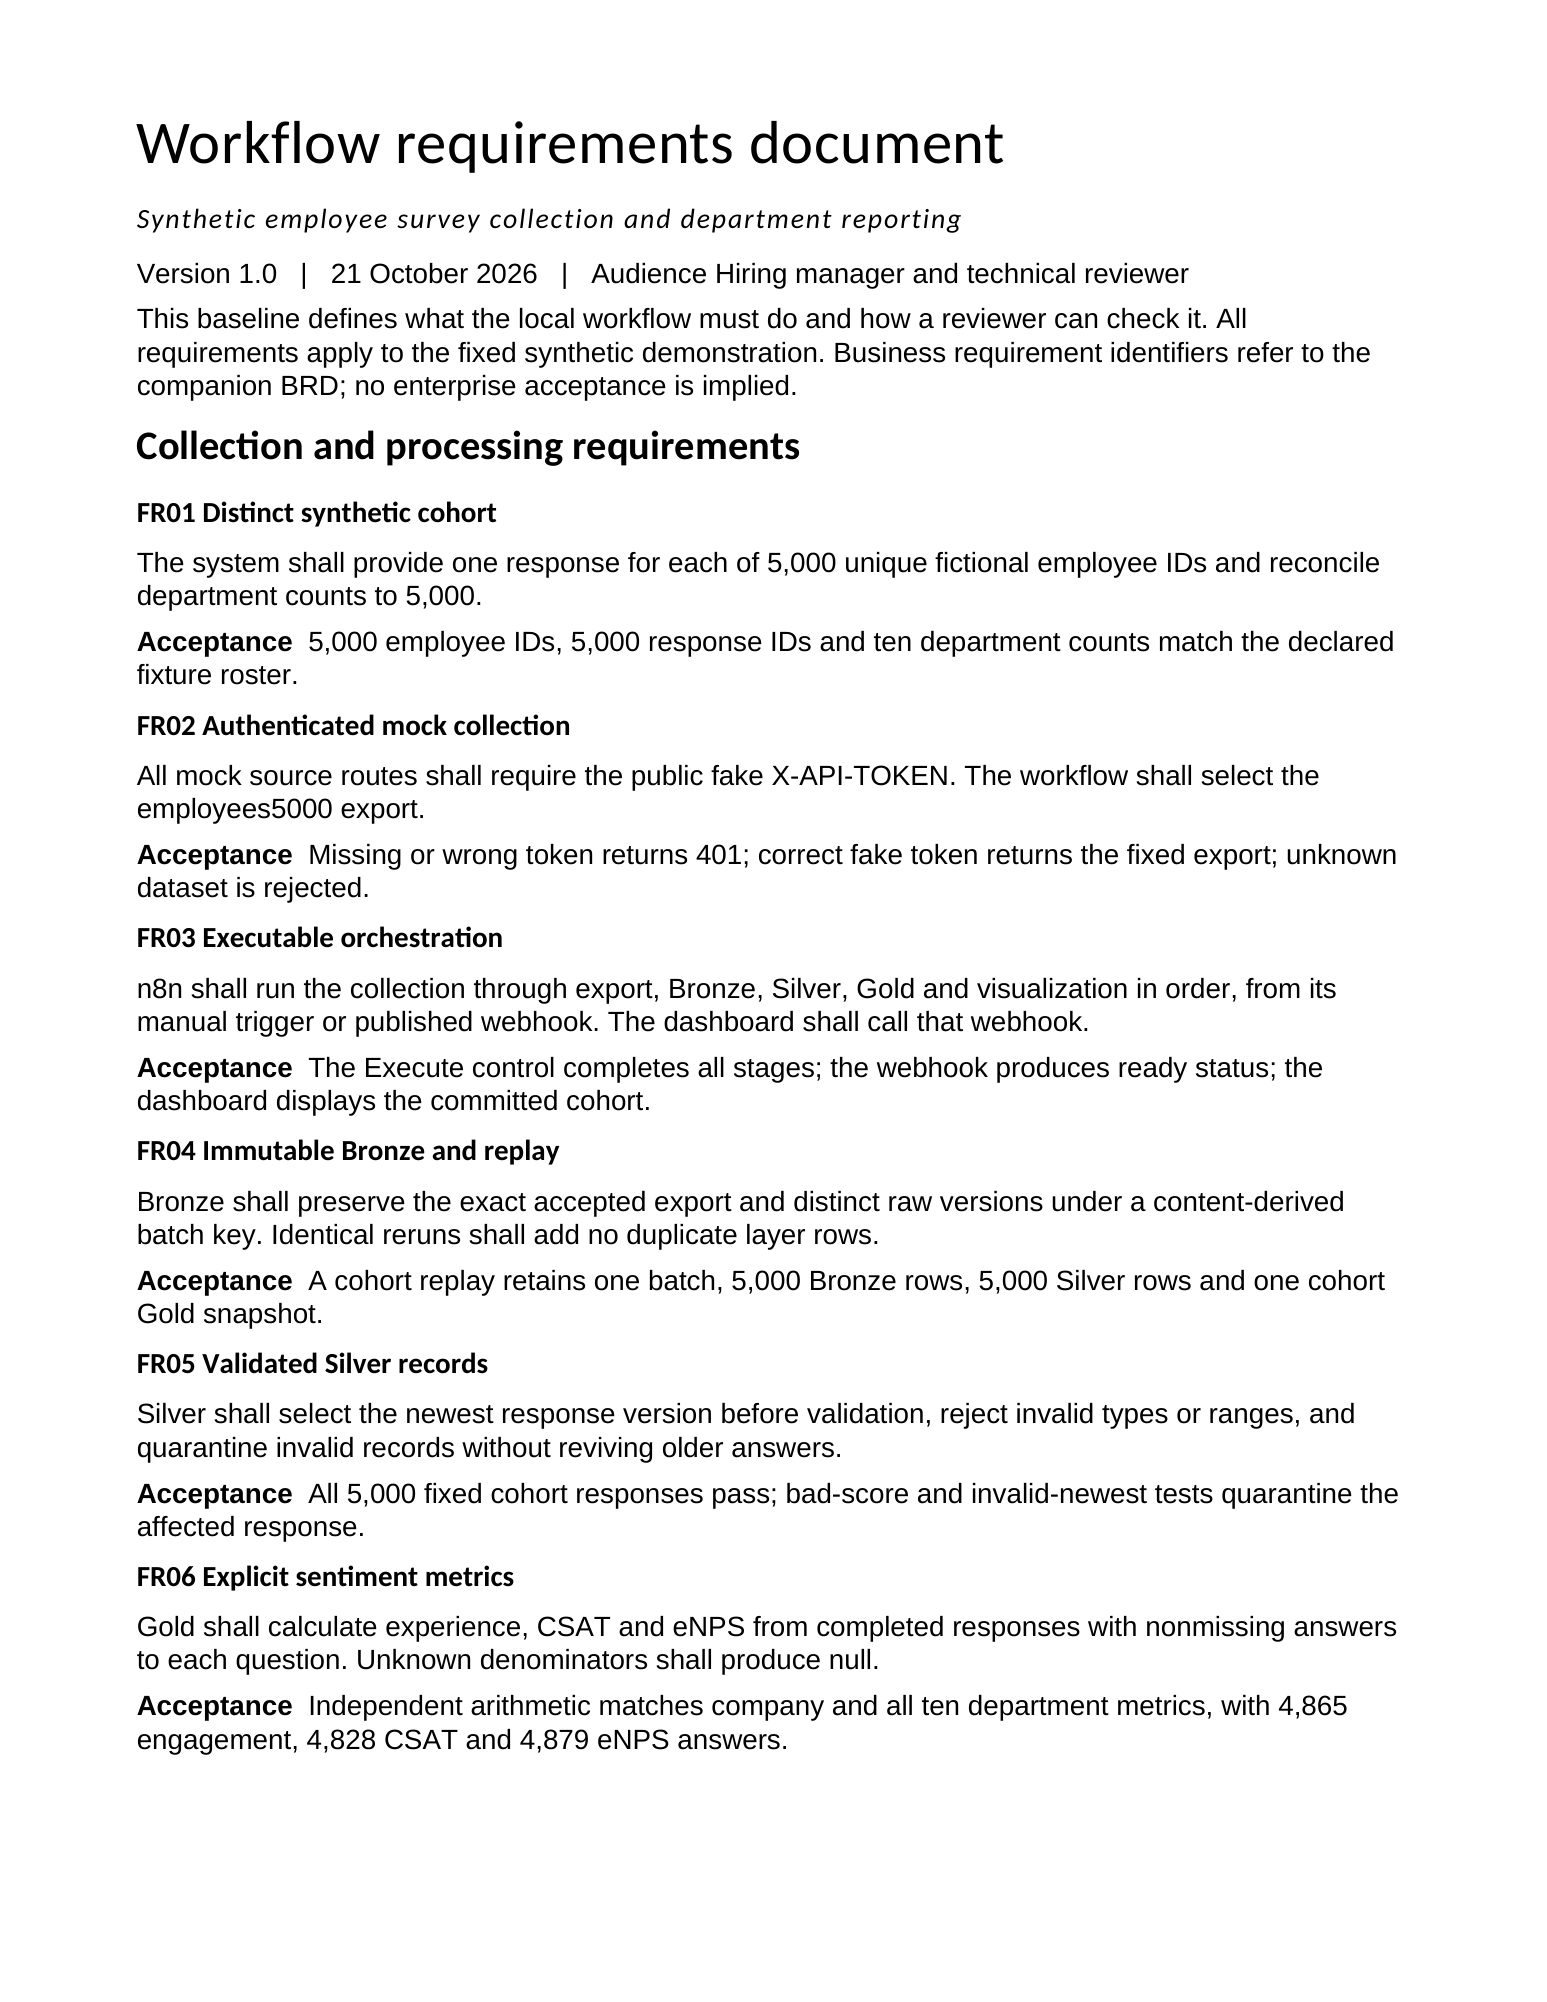 Workflow requirements document
Synthetic employee survey collection and department reporting
Version 1.0 | 21 October 2026 | Audience Hiring manager and technical reviewer
This baseline defines what the local workflow must do and how a reviewer can check it. All
requirements apply to the fixed synthetic demonstration. Business requirement identifiers refer to the
companion BRD; no enterprise acceptance is implied.
Collection and processing requirements
FR01 Distinct synthetic cohort
The system shall provide one response for each of 5,000 unique fictional employee IDs and reconcile
department counts to 5,000.
Acceptance 5,000 employee IDs, 5,000 response IDs and ten department counts match the declared
fixture roster.
FR02 Authenticated mock collection
All mock source routes shall require the public fake X-API-TOKEN. The workflow shall select the
employees5000 export.
Acceptance Missing or wrong token returns 401; correct fake token returns the fixed export; unknown
dataset is rejected.
FR03 Executable orchestration
n8n shall run the collection through export, Bronze, Silver, Gold and visualization in order, from its
manual trigger or published webhook. The dashboard shall call that webhook.
Acceptance The Execute control completes all stages; the webhook produces ready status; the
dashboard displays the committed cohort.
FR04 Immutable Bronze and replay
Bronze shall preserve the exact accepted export and distinct raw versions under a content-derived
batch key. Identical reruns shall add no duplicate layer rows.
Acceptance A cohort replay retains one batch, 5,000 Bronze rows, 5,000 Silver rows and one cohort
Gold snapshot.
FR05 Validated Silver records
Silver shall select the newest response version before validation, reject invalid types or ranges, and
quarantine invalid records without reviving older answers.
Acceptance All 5,000 fixed cohort responses pass; bad-score and invalid-newest tests quarantine the
affected response.
FR06 Explicit sentiment metrics
Gold shall calculate experience, CSAT and eNPS from completed responses with nonmissing answers
to each question. Unknown denominators shall produce null.
Acceptance Independent arithmetic matches company and all ten department metrics, with 4,865
engagement, 4,828 CSAT and 4,879 eNPS answers.